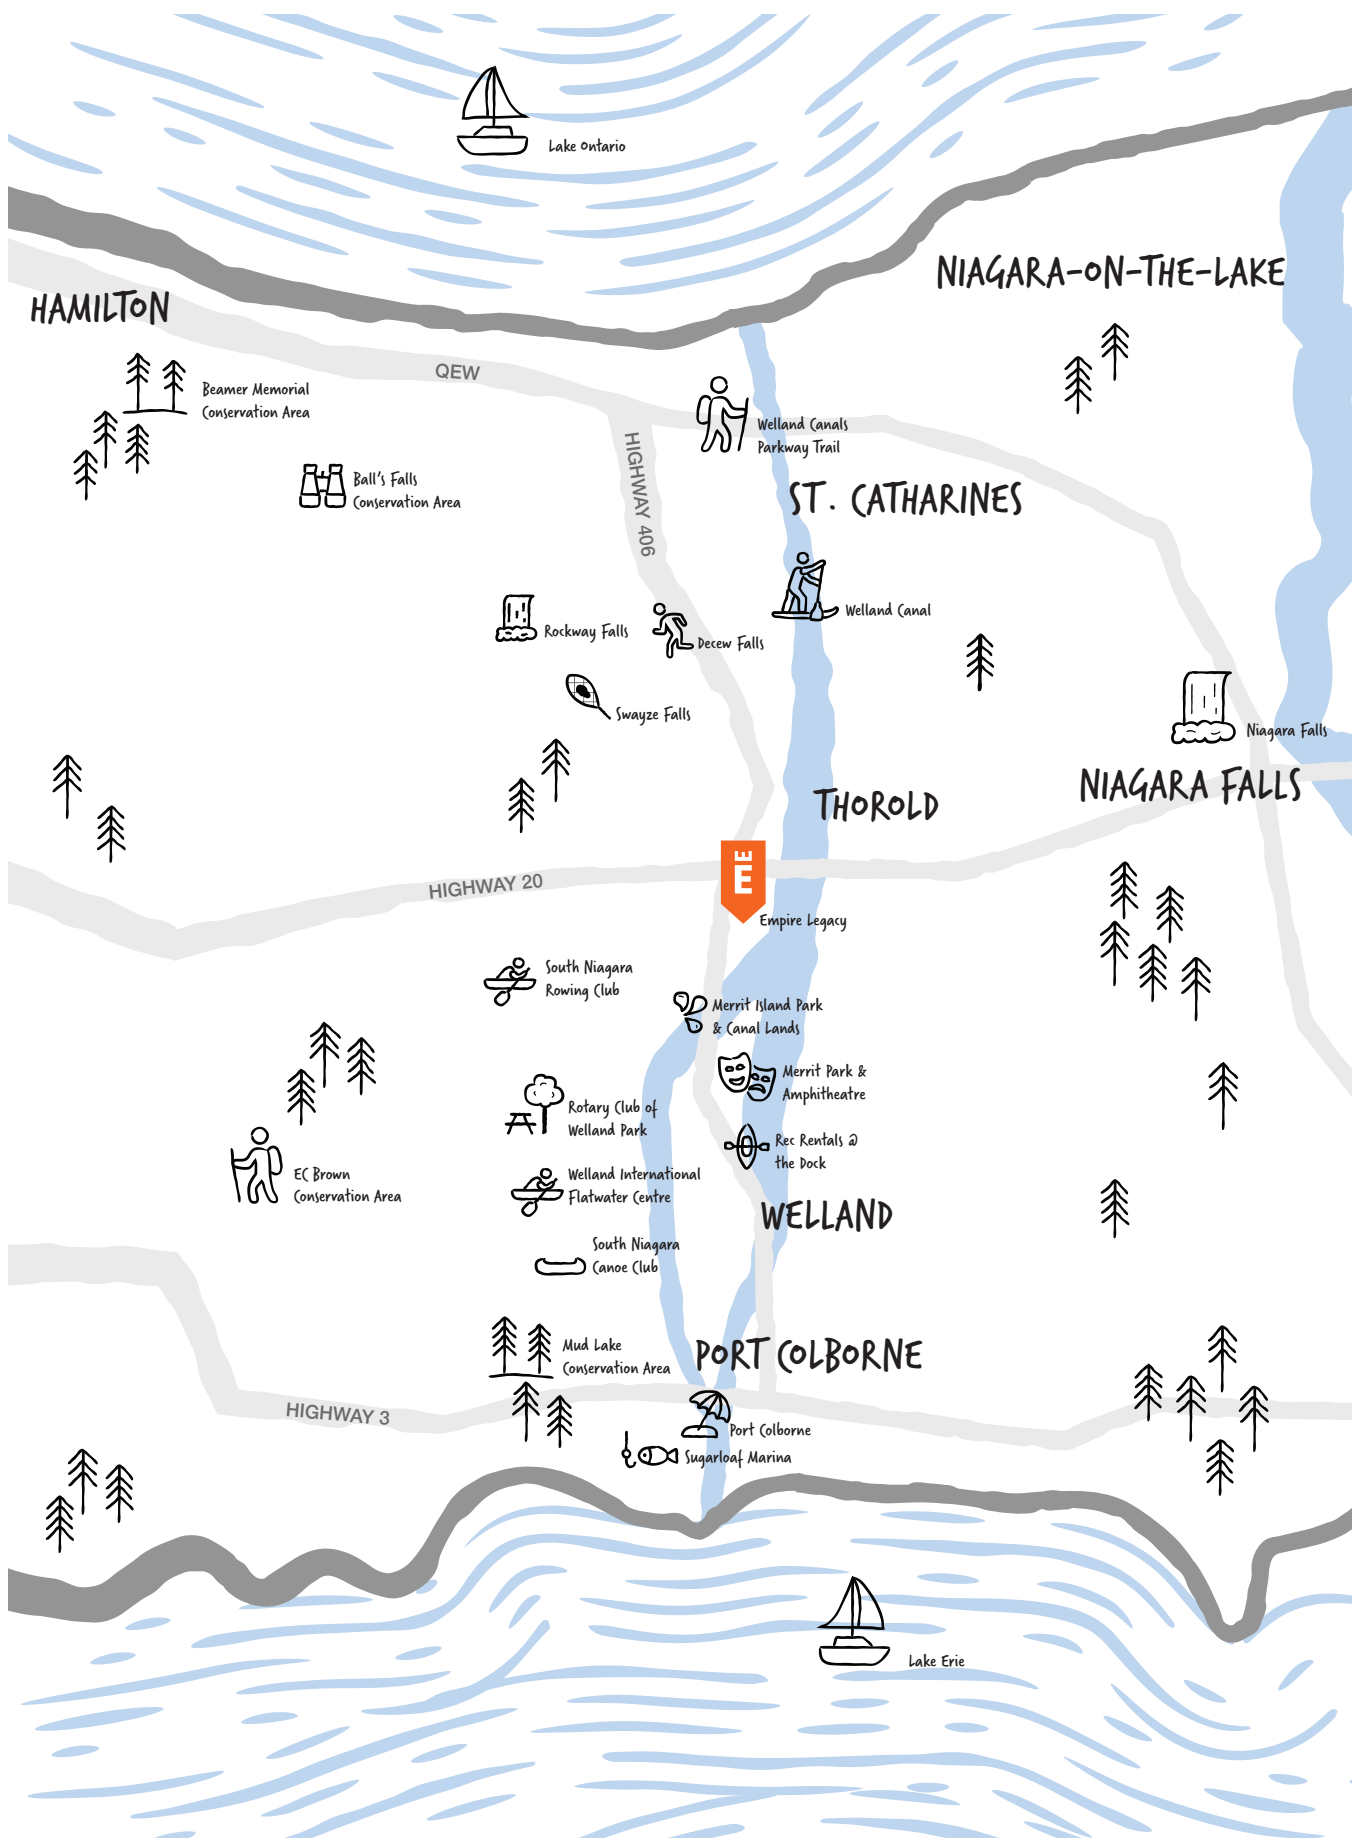 Lake Ontario
NIAGARA-ON-THE-LAKE
HAMILTON
QEW
Beamer Memorial
Conservation Area
Welland Canals
Parkway Trail
HIGHWAY 406
Ball's Falls
Conservation Area
ST. CATHARINES
Welland Canal
Rockway Falls
Decew Falls
Swayze Falls
Niagara Falls
NIAGARA FALLS
THOROLD
E
E
HIGHWAY 20
Empire Legacy
South Niagara
Rowing Club
Merrit Island Park
& Canal Lands
Merrit Park &
Amphitheatre
Rotary Club of
Welland Park
Rec Rentals @
the Dock
EC Brown
Conservation Area
Welland International
Flatwater Centre
WELLAND
South Niagara
Canoe Club
Mud Lake
Conservation Area
PORT COLBORNE
HIGHWAY 3
Port Colborne
Sugarloaf Marina
Lake Erie